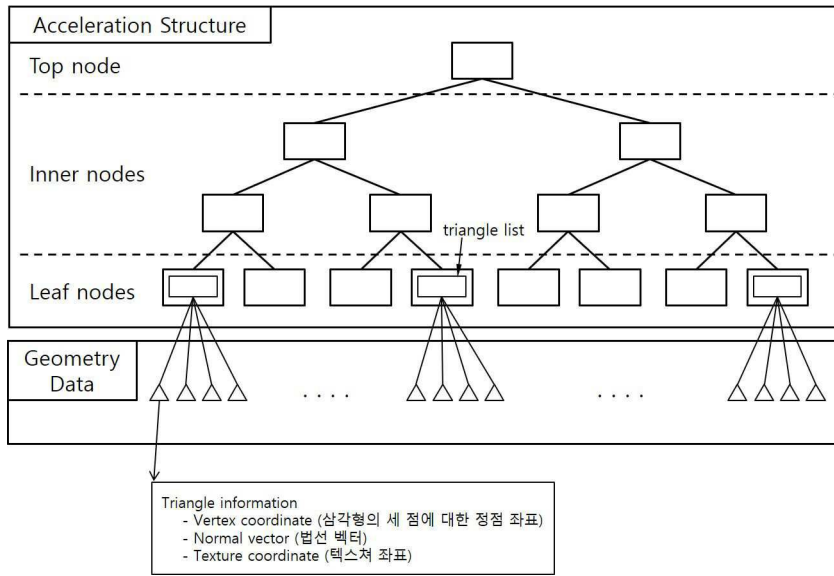 Acceleration Structure
Top node
Inner nodes
triangle list
Leaf nodes
Geometry
Data
. . . .
. . . .
Triangle information
- Vertex coordinate (삼각형의 세 점에 대한 정점 좌표)
- Normal vector (법선 벡터)
- Texture coordinate (텍스쳐 좌표)